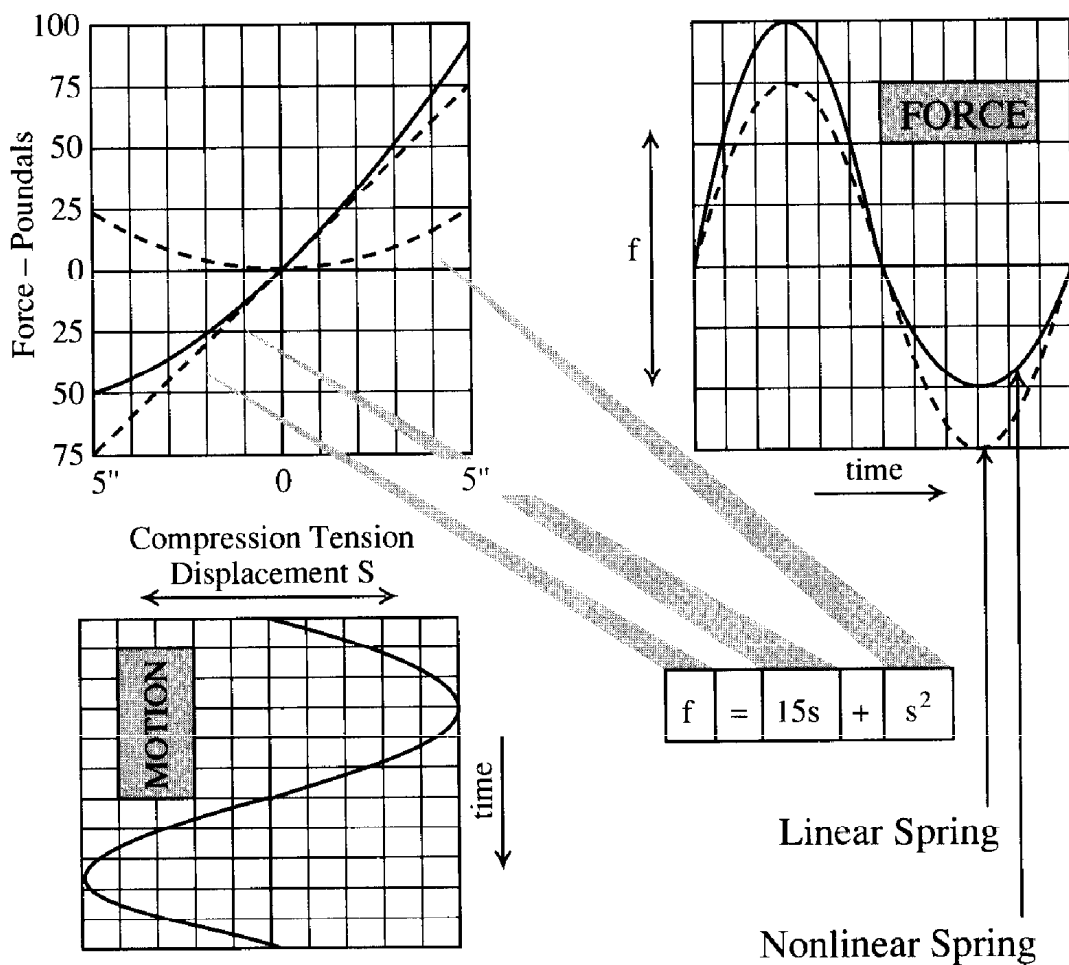 100
75
50
25
0
25
50
75
Force – Poundals
5" 0 5"
Compression Tension
Displacement S
MOTION
time
FORCE
f
time
f = 15s + s²
Linear Spring
Nonlinear Spring